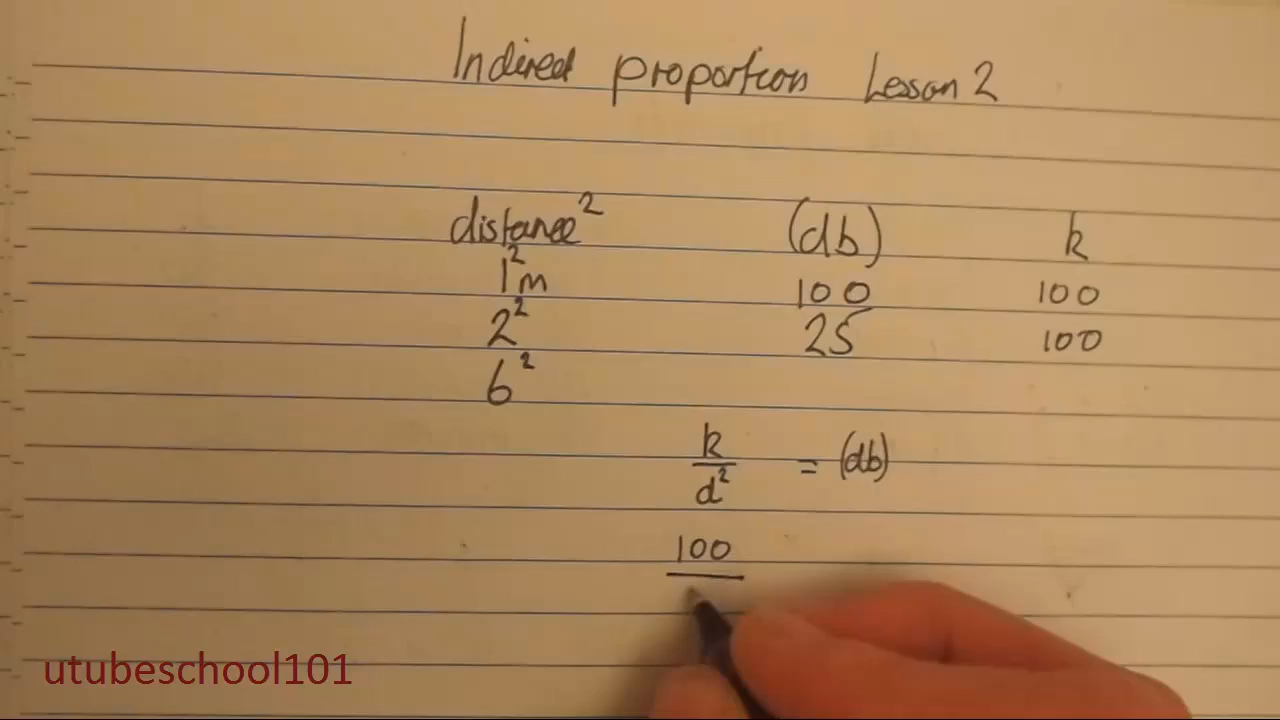 Indirect proportion Lesson 2
distance² (db) k
1²m 100 100
2² 25 100
6²
k/d² = (db)
100
utubeschool101